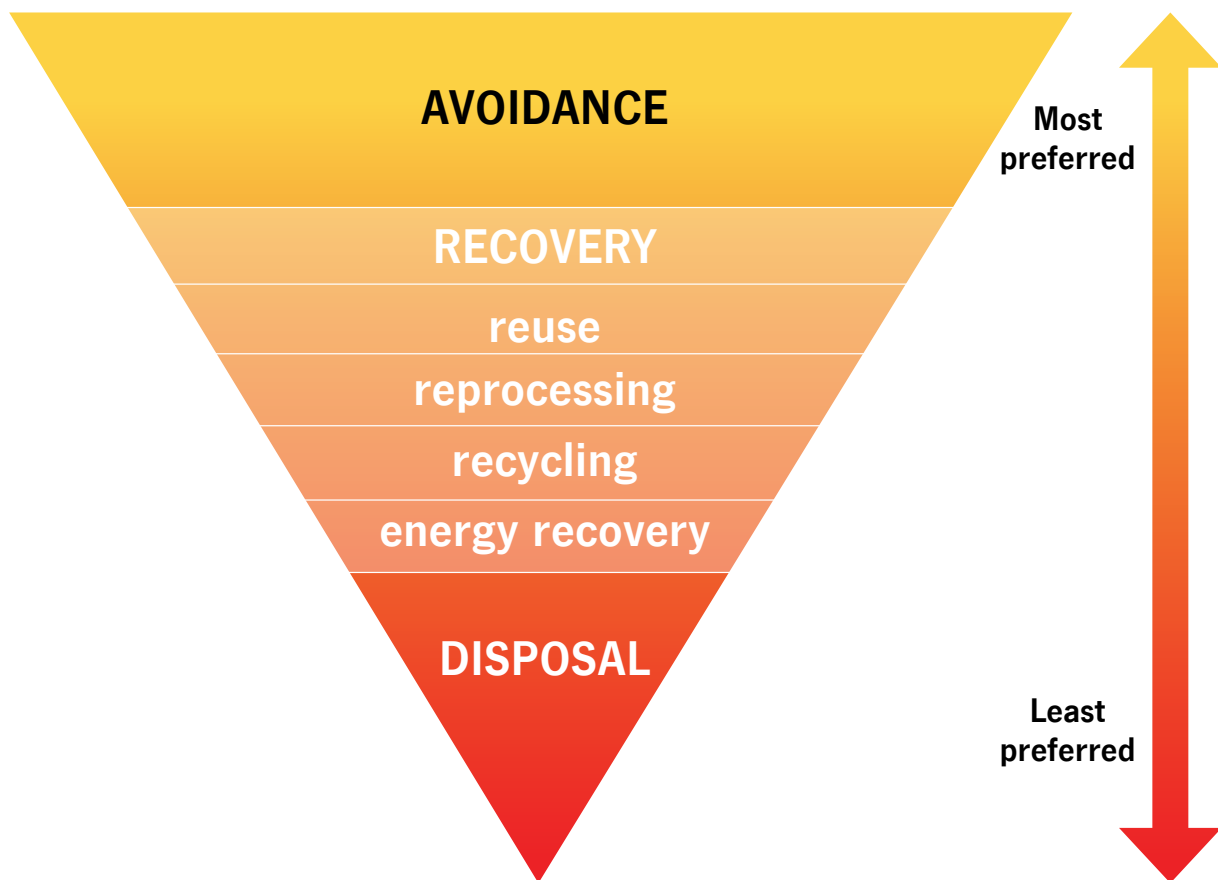 AVOIDANCE
Most
preferred
RECOVERY
reuse
reprocessing
recycling
energy recovery
DISPOSAL
Least
preferred